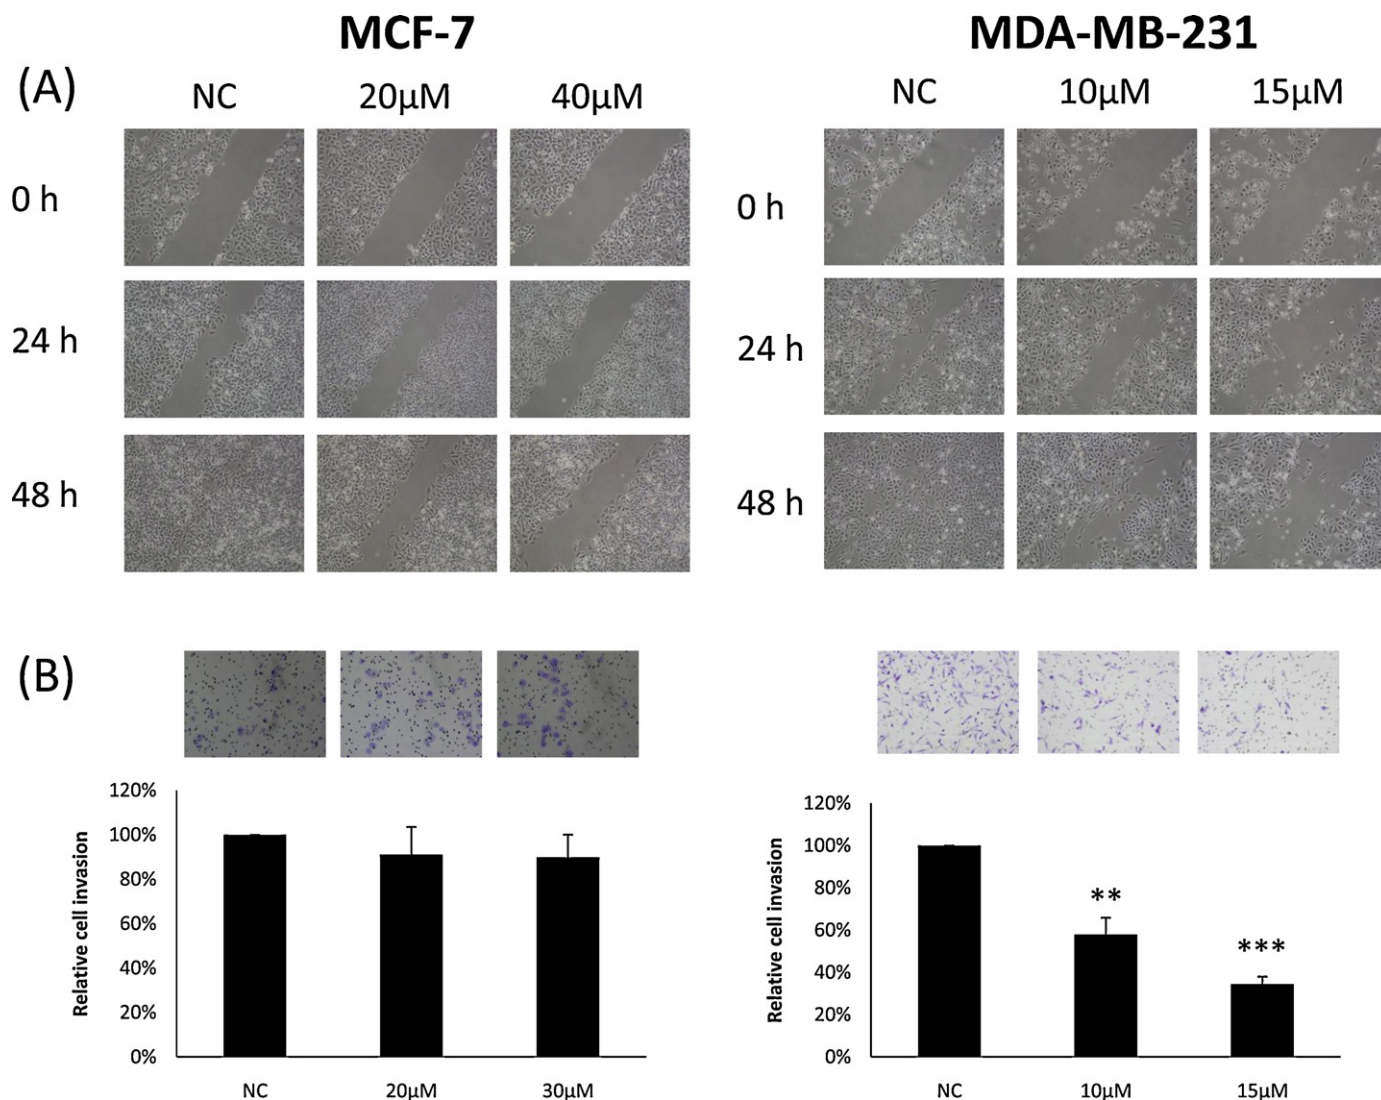 MCF-7
MDA-MB-231
(A)
NC
20µM
40µM
NC
10µM
15µM
0 h
0 h
24 h
24 h
48 h
48 h
(B)
Relative cell invasion
120%
100%
80%
60%
40%
20%
0%
NC
20µM
30µM
Relative cell invasion
120%
100%
80%
60%
40%
20%
0%
**
***
NC
10µM
15µM